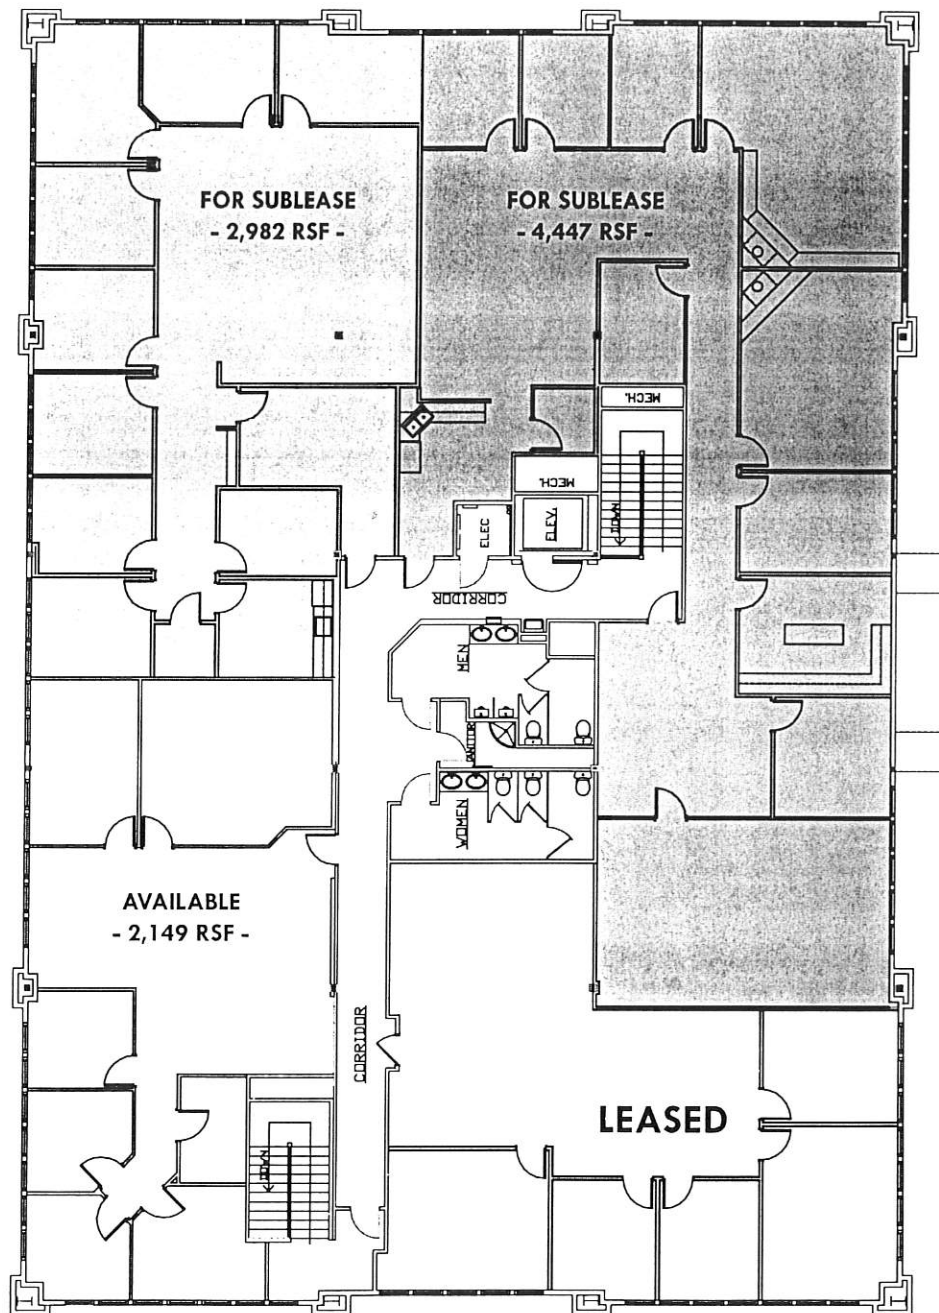 FOR SUBLEASE
- 2,982 RSF -
FOR SUBLEASE
- 4,447 RSF -
MECH.
MECH.
DOWN
ELEV.
ELEC
CORRIDOR
MEN
JANITOR
WOMEN
AVAILABLE
- 2,149 RSF -
CORRIDOR
LEASED
DOWN